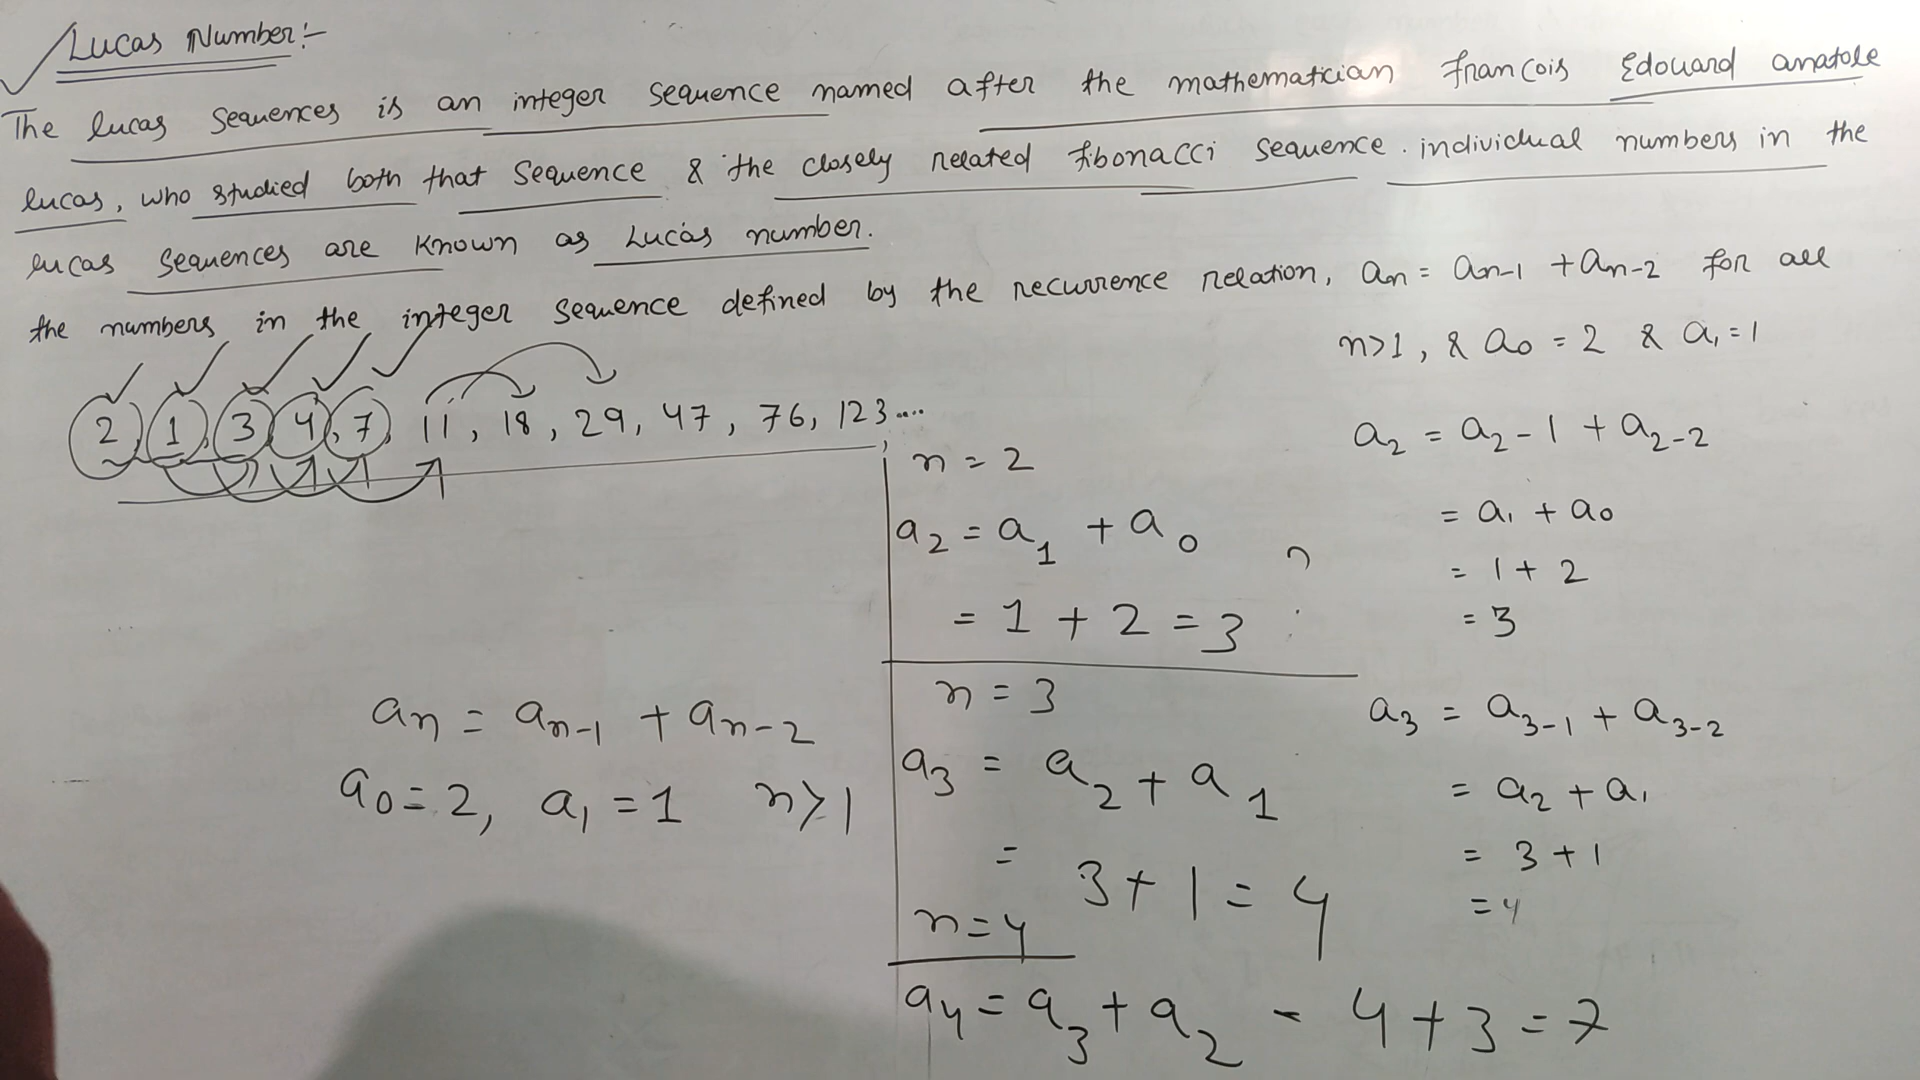 Lucas Number:-
The lucas sequences is an integer sequence named after the mathematician francois Edouard anatole
lucas, who studied both that sequence & the closely related fibonacci sequence. individual numbers in the
lucas sequences are known as Lucas number.
the numbers in the integer sequence defined by the recurrence relation, an = an-1 + an-2 for all
n>1, & a0 = 2 & a1 = 1
2, 1, 3, 4, 7, 11, 18, 29, 47, 76, 123....
n = 2
a2 = a1 + a0
= 1 + 2 = 3
n = 3
a3 = a2 + a1
= 3 + 1 = 4
n = 4
a4 = a3 + a2 = 4 + 3 = 7
a2 = a2-1 + a2-2
= a1 + a0
= 1 + 2
= 3
a3 = a3-1 + a3-2
= a2 + a1
= 3 + 1
= 4
an = an-1 + an-2
a0 = 2, a1 = 1 n>1